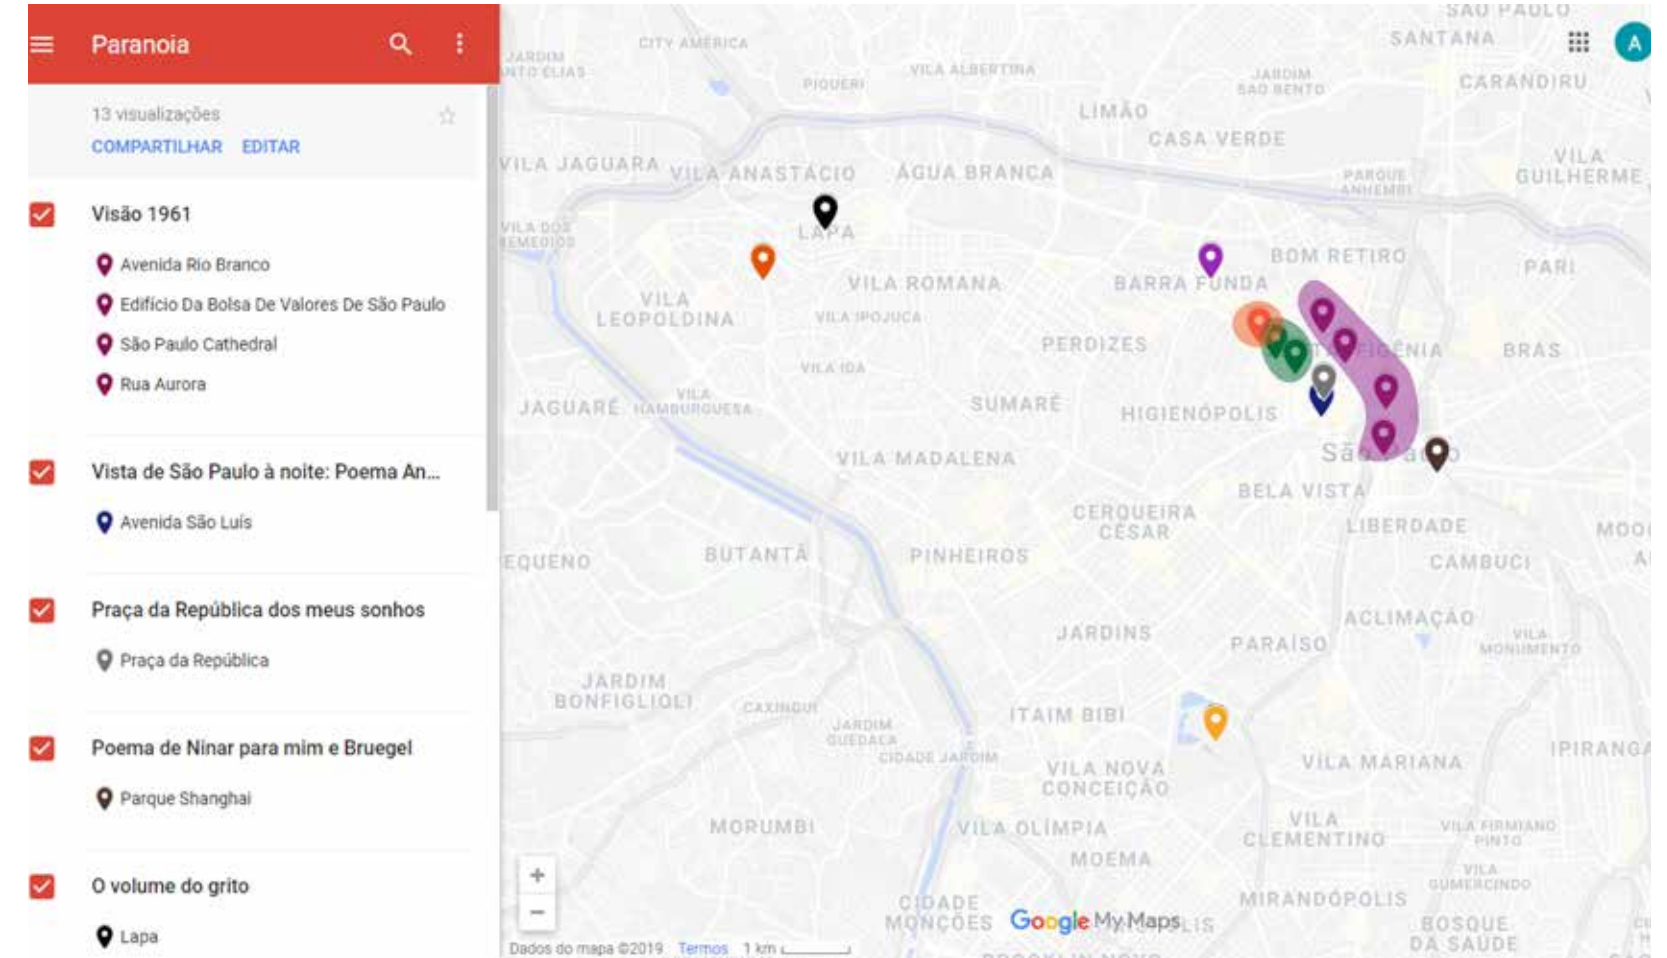 Paranoia
13 visualizações
COMPARTILHAR EDITAR
Visão 1961
Avenida Rio Branco
Edifício Da Bolsa De Valores De São Paulo
São Paulo Cathedral
Rua Aurora
Vista de São Paulo à noite: Poema An...
Avenida São Luís
Praça da República dos meus sonhos
Praça da República
Poema de Ninar para mim e Bruegel
Parque Shanghai
O volume do grito
Lapa
SÃO PAULO
SANTANA
A
CITY AMÉRICA
JARDIM
VILA ALBERTINA
PIQUERI
JARDIM
SÃO BENTO
CARANDIRU
LIMÃO
CASA VERDE
VILA JAGUARA
VILA ANASTÁCIO
ÁGUA BRANCA
PARQUE
ANHEMBI
VILA
GUILHERME
VILA DOS
LAPA
BOM RETIRO
PARI
VILA ROMANA
BARRA FUNDA
VILA
LEOPOLDINA
VILA IPOJUCA
PERDIZES
BRÁS
VILA IDA
JAGUARÉ
VILA
HAMBURGUESA
SUMARÉ
HIGIENÓPOLIS
VILA MADALENA
BELA VISTA
CERQUEIRA
CÉSAR
LIBERDADE
BUTANTÃ
PINHEIROS
CAMBUCI
EQUENO
ACLIMAÇÃO
JARDINS
PARAÍSO
VILA
MONUMENTO
JARDIM
BONFIGLIOLI
CAXINGUI
ITAIM BIBI
JARDIM
GUEDALA
CIDADE JARDIM
IPIRANGA
VILA NOVA
CONCEIÇÃO
VILA MARIANA
MORUMBI
VILA OLÍMPIA
VILA
CLEMENTINO
VILA FIRMIANO
PINTO
MOEMA
VILA
GUMERCINDO
CIDADE
MONÇÕES
MIRANDÓPOLIS
Google My Maps
BOSQUE
DA SAÚDE
Dados do mapa ©2019 Termos 1 km